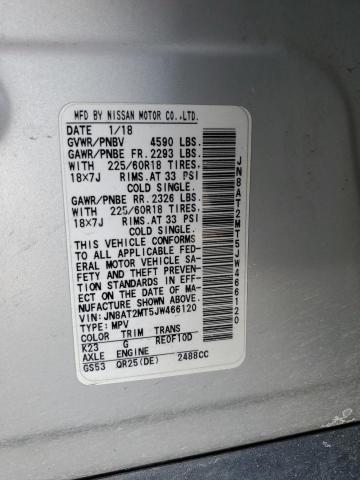 MFD BY NISSAN MOTOR CO.,LTD.
DATE 1/18
GVWR/PNBV 4590 LBS.
GAWR/PNBE FR. 2293 LBS.
WITH 225/60R18 TIRES.
18X7J RIMS.AT 33 PSI
COLD SINGLE.
GAWR/PNBE RR. 2326 LBS.
WITH 225/60R18 TIRES.
18X7J RIMS.AT 33 PSI
COLD SINGLE.
THIS VEHICLE CONFORMS
TO ALL APPLICABLE FED-
ERAL MOTOR VEHICLE SA-
FETY AND THEFT PREVE-
NTION STANDARDS IN EFF-
ECT ON THE DATE OF MA-
NUFACTURE SHOWN ABOVE.
VIN: JN8AT2MT5JW466120
TYPE: MPV
COLOR TRIM TRANS
K23 G RE0F10D
AXLE ENGINE
GS53 QR25(DE) 2488CC
JN8AT2MT5JW466120